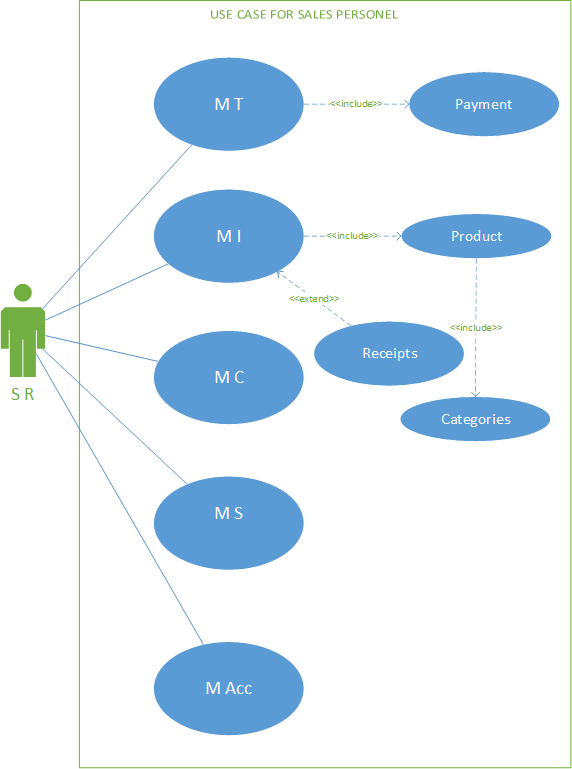 USE CASE FOR SALES PERSONEL
M T
<<include>>
Payment
M I
<<include>>
Product
<<extend>>
<<include>>
Receipts
M C
S R
Categories
M S
M Acc